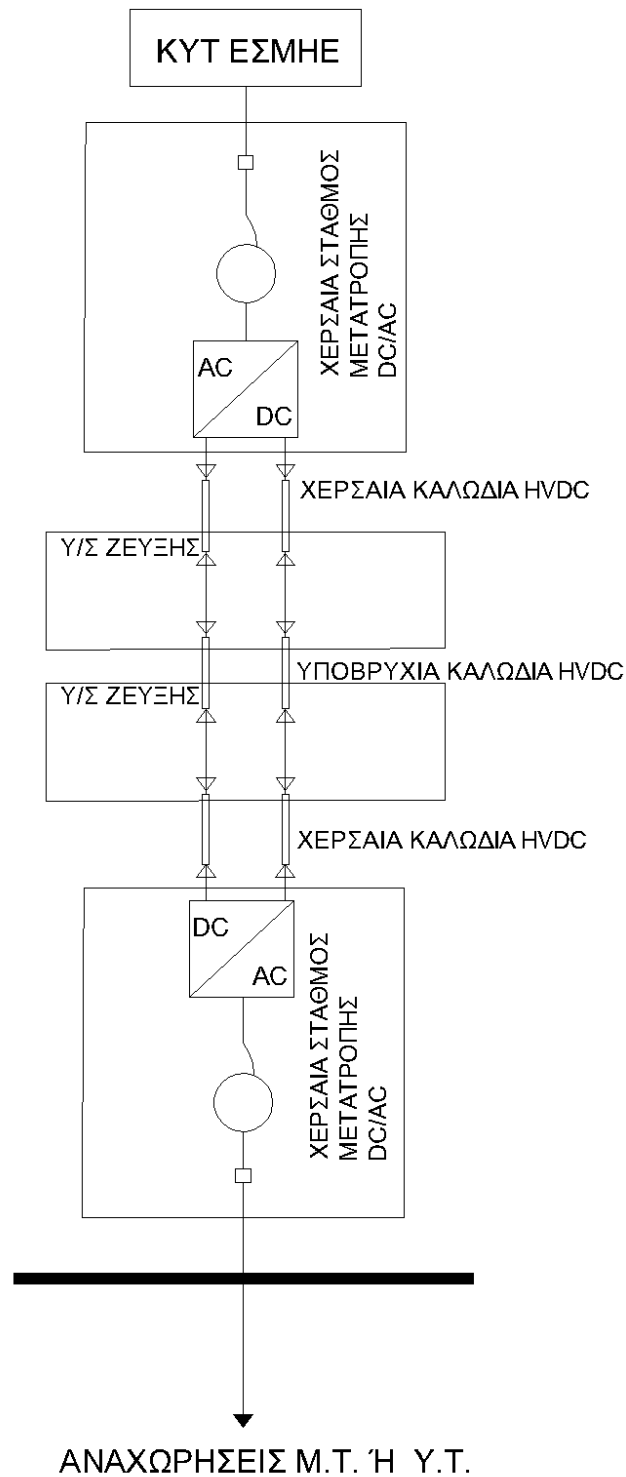 ΚΥΤ ΕΣΜΗΕ
ΧΕΡΣΑΙΑ ΣΤΑΘΜΟΣ
ΜΕΤΑΤΡΟΠΗΣ
DC/AC
AC
DC
ΧΕΡΣΑΙΑ ΚΑΛΩΔΙΑ HVDC
Υ/Σ ΖΕΥΞΗΣ
ΥΠΟΒΡΥΧΙΑ ΚΑΛΩΔΙΑ HVDC
Υ/Σ ΖΕΥΞΗΣ
ΧΕΡΣΑΙΑ ΚΑΛΩΔΙΑ HVDC
DC
AC
ΧΕΡΣΑΙΑ ΣΤΑΘΜΟΣ
ΜΕΤΑΤΡΟΠΗΣ
DC/AC
ΑΝΑΧΩΡΗΣΕΙΣ Μ.Τ. Ή Υ.Τ.